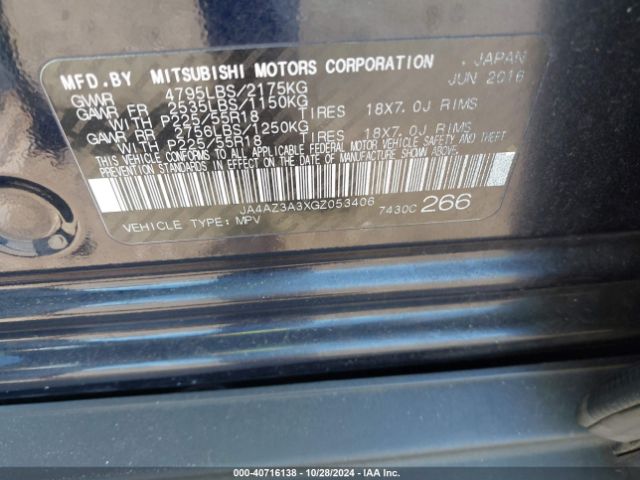 MFD.BY MITSUBISHI MOTORS CORPORATION JAPAN
GVWR 4795LBS/2175KG JUN 2016
GAWR FR 2535LBS/1150KG TIRES 18X7.0J RIMS
WITH P225/55R18
GAWR RR 2756LBS/1250KG TIRES 18X7.0J RIMS
WITH P225/55R18
THIS VEHICLE CONFORMS TO ALL APPLICABLE FEDERAL MOTOR VEHICLE SAFETY AND THEFT
PREVENTION STANDARDS IN EFFECT ON THE DATE OF MANUFACTURE SHOWN ABOVE.
JA4AZ3A3XGZ053406
VEHICLE TYPE: MPV 7430C 266
000-40716138 - 10/28/2024 - IAAI.com